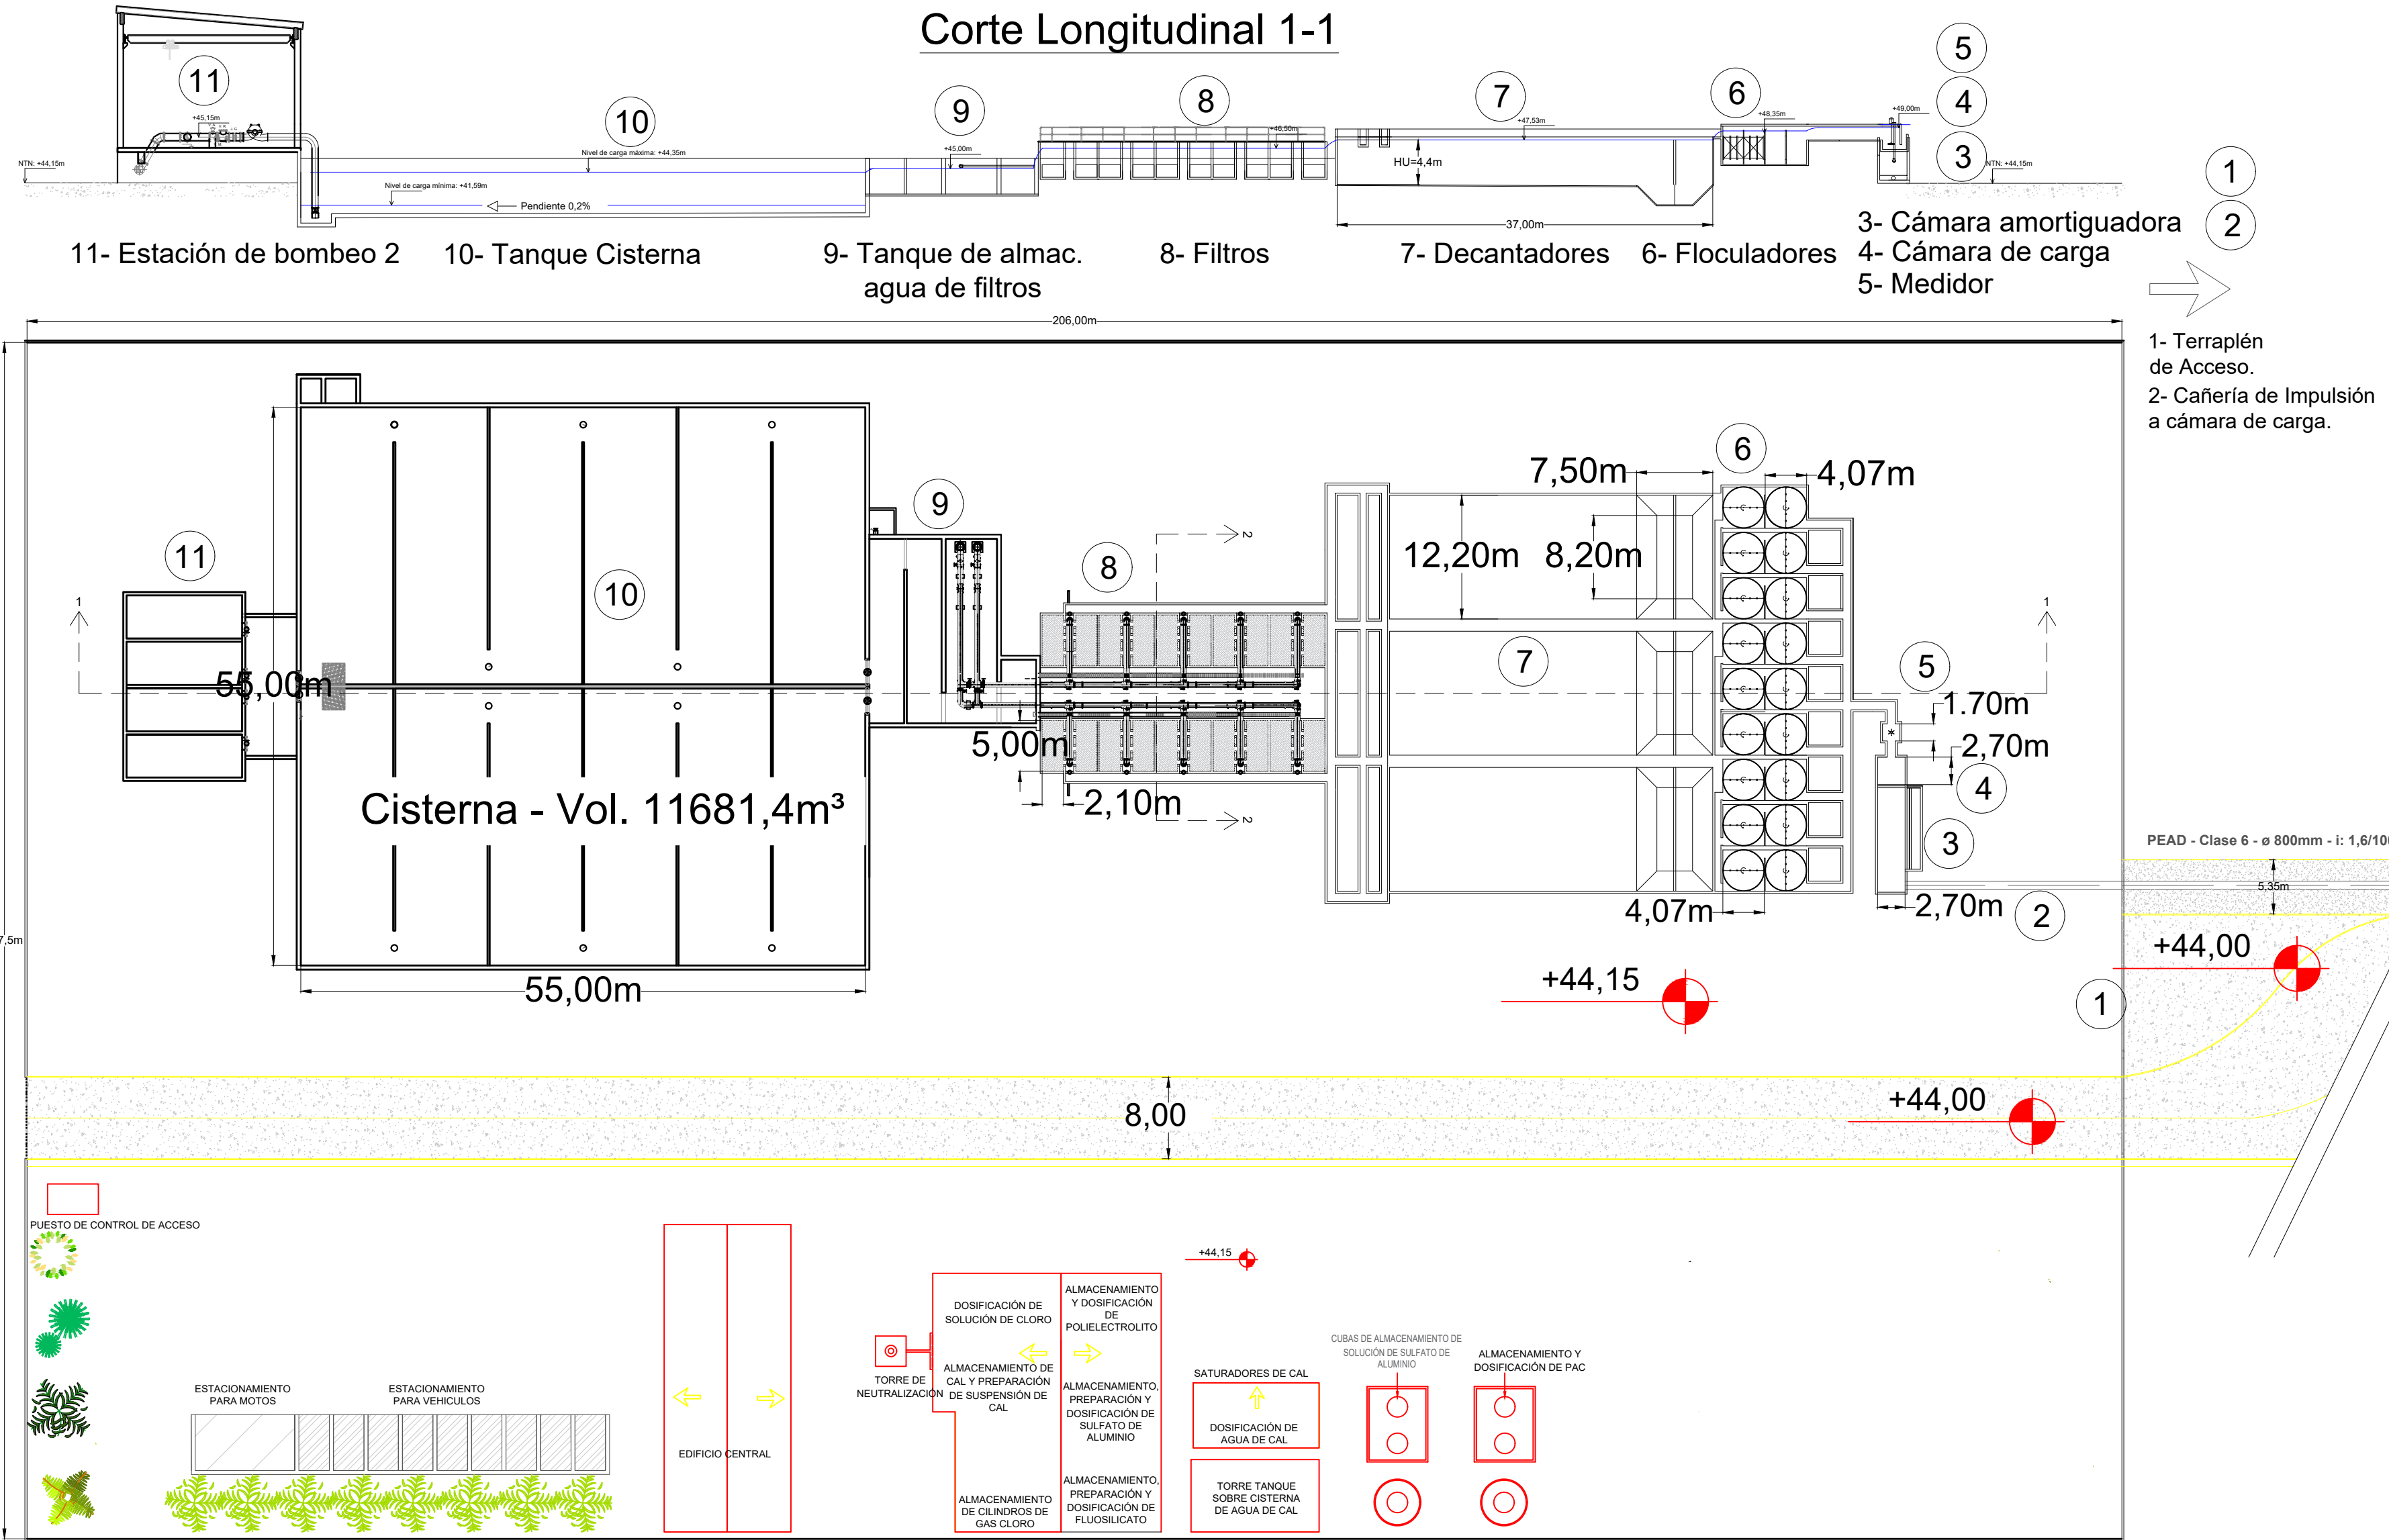 Corte Longitudinal 1-1
11
10
9
8
7
6
5
4
3
1
2
NTN: +44,15m
+45,15m
Nivel de carga máxima: +44,35m
Nivel de carga mínima: +41,59m
Pendiente 0,2%
+45,00m
+46,50m
HU=4,4m
+47,53m
37,00m
+48,35m
+49,00m
NTN: +44,15m
11- Estación de bombeo 2
10- Tanque Cisterna
9- Tanque de almac.
agua de filtros
8- Filtros
7- Decantadores
6- Floculadores
3- Cámara amortiguadora
4- Cámara de carga
5- Medidor
1- Terraplén
de Acceso.
2- Cañería de Impulsión
a cámara de carga.
206,00m
7,5m
11
10
9
8
7
6
5
4
3
2
1
1
1
2
2
55,00m
55,00m
Cisterna - Vol. 11681,4m³
5,00m
2,10m
7,50m
4,07m
12,20m
8,20m
4,07m
1.70m
2,70m
2,70m
PEAD - Clase 6 - ø 800mm - i: 1,6/10
5,35m
+44,00
+44,15
+44,00
8,00
PUESTO DE CONTROL DE ACCESO
ESTACIONAMIENTO
PARA MOTOS
ESTACIONAMIENTO
PARA VEHICULOS
EDIFICIO CENTRAL
TORRE DE
NEUTRALIZACIÓN
DOSIFICACIÓN DE
SOLUCIÓN DE CLORO
ALMACENAMIENTO DE
CAL Y PREPARACIÓN
DE SUSPENSIÓN DE
CAL
ALMACENAMIENTO
DE CILINDROS DE
GAS CLORO
ALMACENAMIENTO
Y DOSIFICACIÓN
DE
POLIELECTROLITO
ALMACENAMIENTO,
PREPARACIÓN Y
DOSIFICACIÓN DE
SULFATO DE
ALUMINIO
ALMACENAMIENTO,
PREPARACIÓN Y
DOSIFICACIÓN DE
FLUOSILICATO
+44,15
SATURADORES DE CAL
DOSIFICACIÓN DE
AGUA DE CAL
TORRE TANQUE
SOBRE CISTERNA
DE AGUA DE CAL
CUBAS DE ALMACENAMIENTO DE
SOLUCIÓN DE SULFATO DE
ALUMINIO
ALMACENAMIENTO Y
DOSIFICACIÓN DE PAC